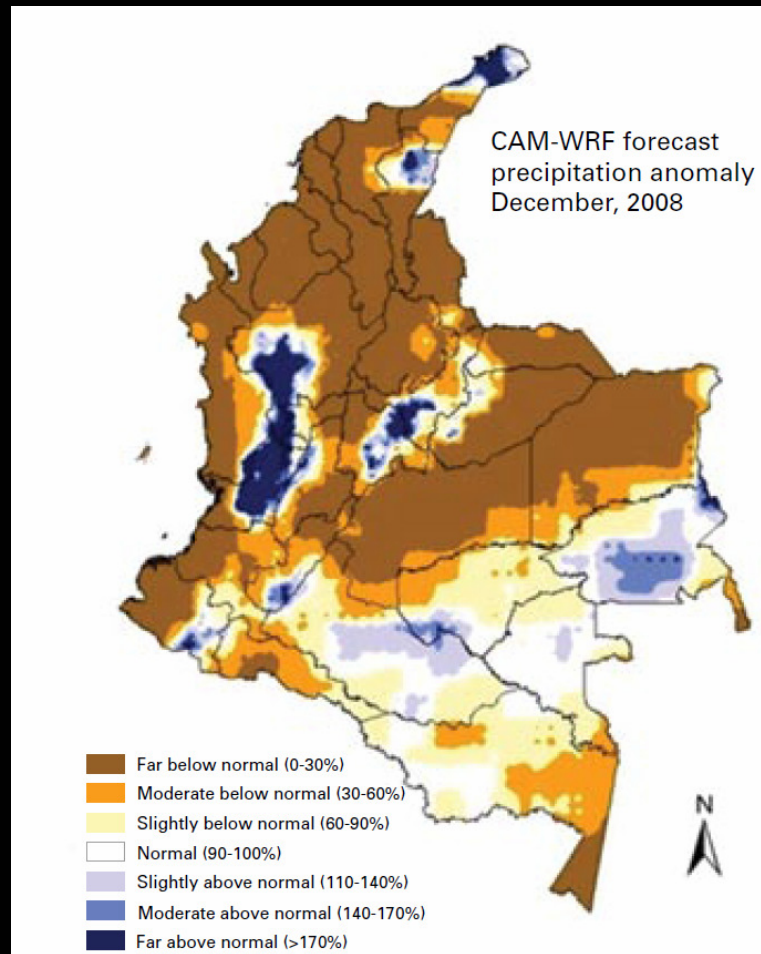 CAM-WRF forecast
precipitation anomaly
December, 2008
Far below normal (0-30%)
Moderate below normal (30-60%)
Slightly below normal (60-90%)
Normal (90-100%)
Slightly above normal (110-140%)
Moderate above normal (140-170%)
Far above normal (>170%)
N